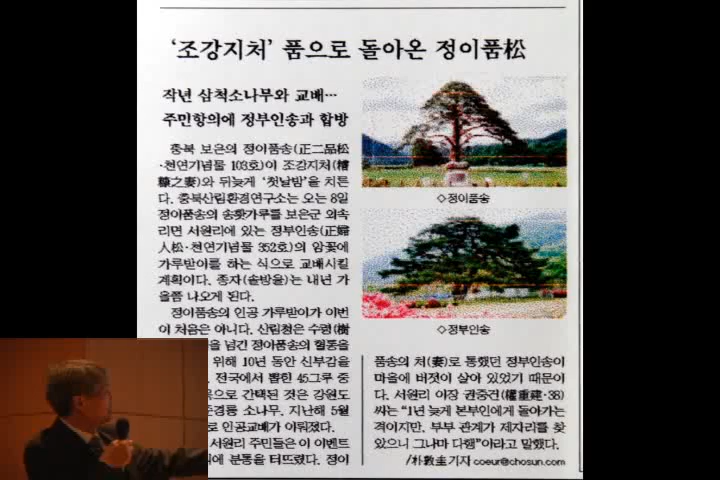 ‘조강지처’ 품으로 돌아온 정이품松
작년 삼척소나무와 교배…
주민항의에 정부인송과 합방
충북 보은의 정이품송(正二品松
·천연기념물 103호)이 조강지처(糟
糠之妻)와 뒤늦게 ‘첫날밤’을 치른
다. 충북산림환경연구소는 오는 8일
정이품송의 송홧가루를 보은군 외속
리면 서원리에 있는 정부인송(正婦
人松·천연기념물 352호)의 암꽃에
가루받이를 하는 식으로 교배시킬
계획이다. 종자(솔방울)는 내년 가
을쯤 나오게 된다.
정이품송의 인공 가루받이가 이번
이 처음은 아니다. 산림청은 수령(樹
을 넘긴 정이품송의 혈통을
위해 10년 동안 신부감을
전국에서 뽑힌 45그루 중
으로 간택된 것은 강원도
준경릉 소나무. 지난해 5월
로 인공교배가 이뤄졌다.
서원리 주민들은 이 이벤트
에 분통을 터뜨렸다. 정이
◇정이품송
◇정부인송
품송의 처(妻)로 통했던 정부인송이
마을에 버젓이 살아 있었기 때문이
다. 서원리 이장 권중건(權重建·38)
씨는 “1년 늦게 본부인에게 돌아가는
격이지만, 부부 관계가 제자리를 찾
았으니 그나마 다행”이라고 말했다.
/朴敦圭기자 coeur@chosun.com